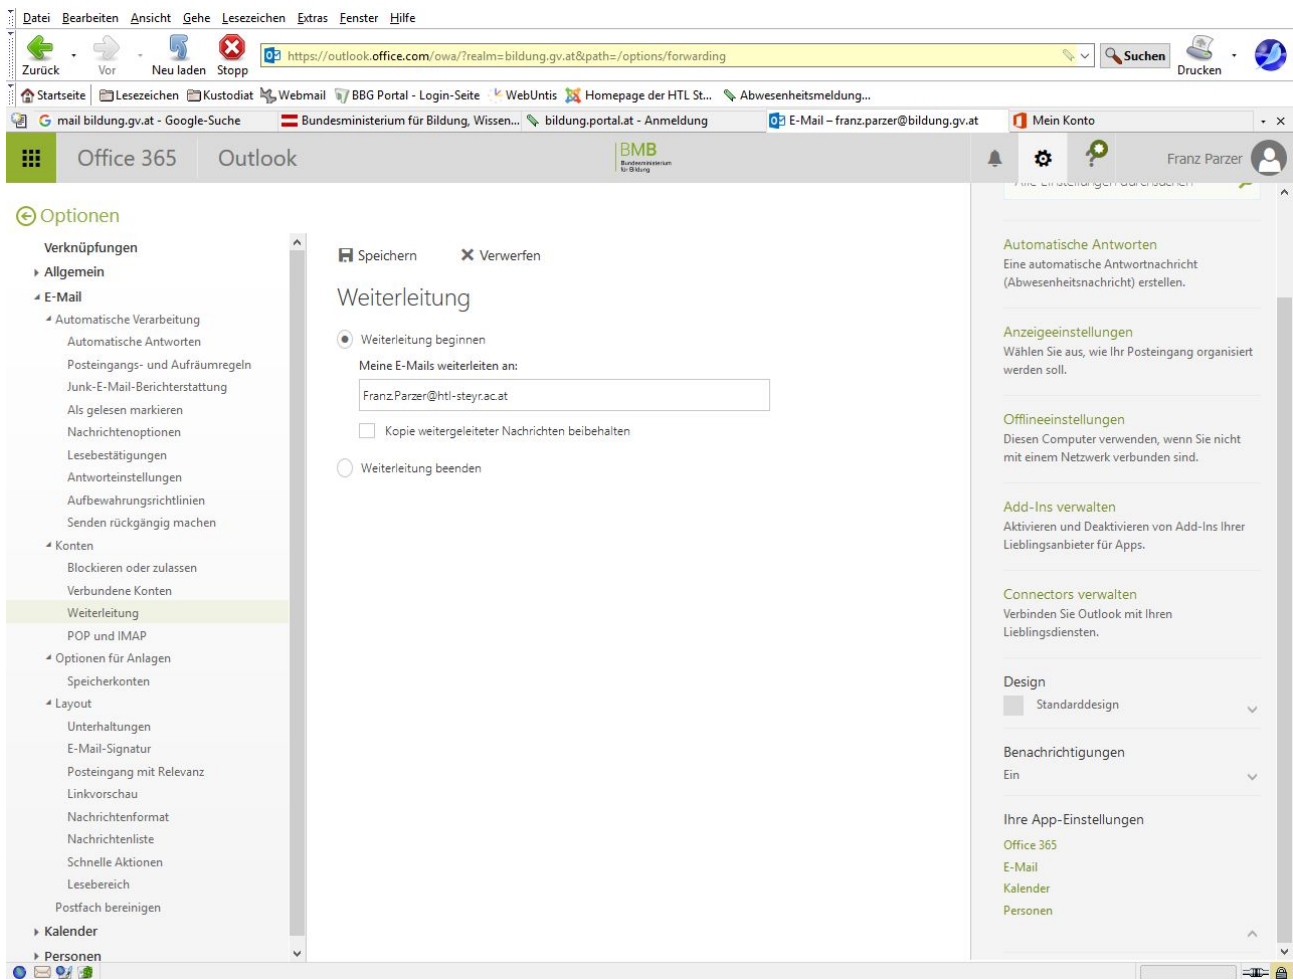 Datei Bearbeiten Ansicht Gehe Lesezeichen Extras Fenster Hilfe
Zurück Vor Neu laden Stopp
https://outlook.office.com/owa/?realm=bildung.gv.at&path=/options/forwarding
Suchen Drucken
Startseite Lesezeichen Kustodiat Webmail BBG Portal - Login-Seite WebUntis Homepage der HTL St... Abwesenheitsmeldung...
mail bildung.gv.at - Google-Suche Bundesministerium für Bildung, Wissen... bildung.portal.at - Anmeldung E-Mail – franz.parzer@bildung.gv.at Mein Konto
Office 365 Outlook
BMB
Bundesministerium
für Bildung
Franz Parzer
Optionen
Verknüpfungen
Allgemein
E-Mail
Automatische Verarbeitung
Automatische Antworten
Posteingangs- und Aufräumregeln
Junk-E-Mail-Berichterstattung
Als gelesen markieren
Nachrichtenoptionen
Lesebestätigungen
Antworteinstellungen
Aufbewahrungsrichtlinien
Senden rückgängig machen
Konten
Blockieren oder zulassen
Verbundene Konten
Weiterleitung
POP und IMAP
Optionen für Anlagen
Speicherkonten
Layout
Unterhaltungen
E-Mail-Signatur
Posteingang mit Relevanz
Linkvorschau
Nachrichtenformat
Nachrichtenliste
Schnelle Aktionen
Lesebereich
Postfach bereinigen
Kalender
Personen
Speichern Verwerfen
Weiterleitung
Weiterleitung beginnen
Meine E-Mails weiterleiten an:
Franz.Parzer@htl-steyr.ac.at
Kopie weitergeleiteter Nachrichten beibehalten
Weiterleitung beenden
Alle Einstellungen durchsuchen
Automatische Antworten
Eine automatische Antwortnachricht
(Abwesenheitsnachricht) erstellen.
Anzeigeeinstellungen
Wählen Sie aus, wie Ihr Posteingang organisiert
werden soll.
Offlineeinstellungen
Diesen Computer verwenden, wenn Sie nicht
mit einem Netzwerk verbunden sind.
Add-Ins verwalten
Aktivieren und Deaktivieren von Add-Ins Ihrer
Lieblingsanbieter für Apps.
Connectors verwalten
Verbinden Sie Outlook mit Ihren
Lieblingsdiensten.
Design
Standarddesign
Benachrichtigungen
Ein
Ihre App-Einstellungen
Office 365
E-Mail
Kalender
Personen